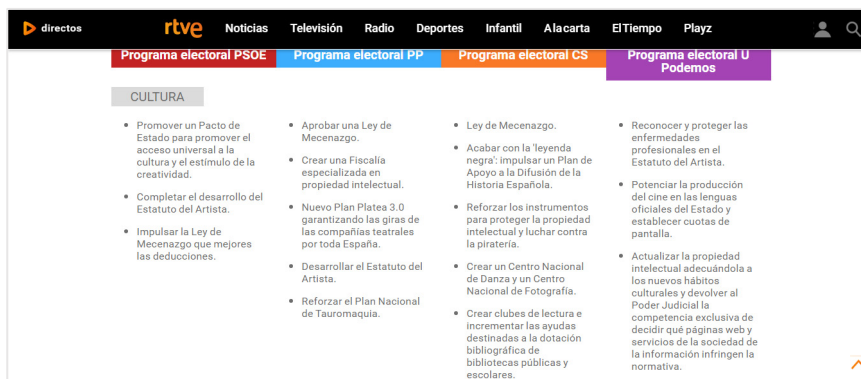 directos
rtve
Noticias
Televisión
Radio
Deportes
Infantil
Alacarta
ElTiempo
Playz
Programa electoral PSOE
Programa electoral PP
Programa electoral CS
Programa electoral U
Podemos
CULTURA
Promover un Pacto de
Estado para promover el
acceso universal a la
cultura y el estímulo de la
creatividad.
Completar el desarrollo del
Estatuto del Artista.
Impulsar la Ley de
Mecenazgo que mejores
las deducciones.
Aprobar una Ley de
Mecenazgo.
Crear una Fiscalía
especializada en
propiedad intelectual.
Nuevo Plan Platea 3.0
garantizando las giras de
las compañías teatrales
por toda España.
Desarrollar el Estatuto del
Artista.
Reforzar el Plan Nacional
de Tauromaquia.
Ley de Mecenazgo.
Acabar con la 'leyenda
negra': impulsar un Plan de
Apoyo a la Difusión de la
Historia Española.
Reforzar los instrumentos
para proteger la propiedad
intelectual y luchar contra
la piratería.
Crear un Centro Nacional
de Danza y un Centro
Nacional de Fotografía.
Crear clubes de lectura e
incrementar las ayudas
destinadas a la dotación
bibliográfica de
bibliotecas públicas y
escolares.
Reconocer y proteger las
enfermedades
profesionales en el
Estatuto del Artista.
Potenciar la producción
del cine en las lenguas
oficiales del Estado y
establecer cuotas de
pantalla.
Actualizar la propiedad
intelectual adecuándola a
los nuevos hábitos
culturales y devolver al
Poder Judicial la
competencia exclusiva de
decidir qué páginas web y
servicios de la sociedad de
la información infringen la
normativa.